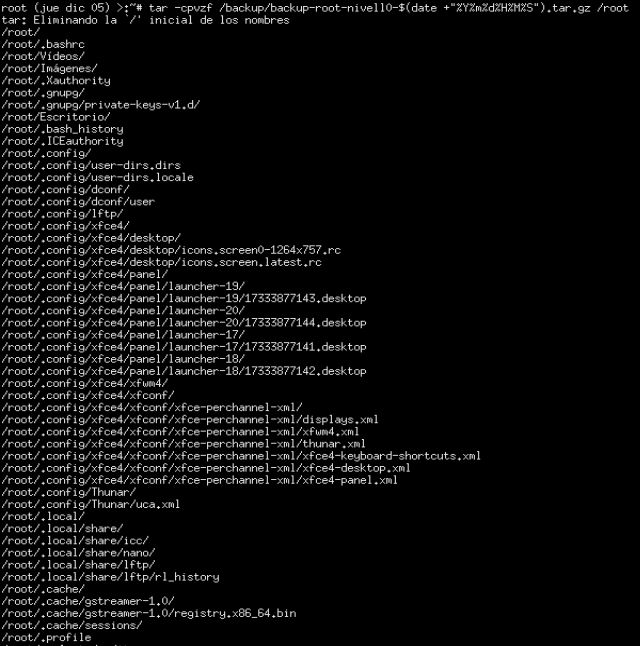 root (jue dic 05) >:~# tar -cpvzf /backup/backup-root-nivel10-$(date +"%Y%m%d%H%M%S").tar.gz /root
tar: Eliminando la `/' inicial de los nombres
/root/
/root/.bashrc
/root/Vídeos/
/root/Imágenes/
/root/.Xauthority
/root/.gnupg/
/root/.gnupg/private-keys-v1.d/
/root/Escritorio/
/root/.bash_history
/root/.ICEauthority
/root/.config/
/root/.config/user-dirs.dirs
/root/.config/user-dirs.locale
/root/.config/dconf/
/root/.config/dconf/user
/root/.config/lftp/
/root/.config/xfce4/
/root/.config/xfce4/desktop/
/root/.config/xfce4/desktop/icons.screen0-1264x757.rc
/root/.config/xfce4/desktop/icons.screen.latest.rc
/root/.config/xfce4/panel/
/root/.config/xfce4/panel/launcher-19/
/root/.config/xfce4/panel/launcher-19/17333877143.desktop
/root/.config/xfce4/panel/launcher-20/
/root/.config/xfce4/panel/launcher-20/17333877144.desktop
/root/.config/xfce4/panel/launcher-17/
/root/.config/xfce4/panel/launcher-17/17333877141.desktop
/root/.config/xfce4/panel/launcher-18/
/root/.config/xfce4/panel/launcher-18/17333877142.desktop
/root/.config/xfce4/xfwm4/
/root/.config/xfce4/xfconf/
/root/.config/xfce4/xfconf/xfce-perchannel-xml/
/root/.config/xfce4/xfconf/xfce-perchannel-xml/displays.xml
/root/.config/xfce4/xfconf/xfce-perchannel-xml/xfwm4.xml
/root/.config/xfce4/xfconf/xfce-perchannel-xml/thunar.xml
/root/.config/xfce4/xfconf/xfce-perchannel-xml/xfce4-keyboard-shortcuts.xml
/root/.config/xfce4/xfconf/xfce-perchannel-xml/xfce4-desktop.xml
/root/.config/xfce4/xfconf/xfce-perchannel-xml/xfce4-panel.xml
/root/.config/Thunar/
/root/.config/Thunar/uca.xml
/root/.local/
/root/.local/share/
/root/.local/share/icc/
/root/.local/share/nano/
/root/.local/share/lftp/
/root/.local/share/lftp/rl_history
/root/.cache/
/root/.cache/gstreamer-1.0/
/root/.cache/gstreamer-1.0/registry.x86_64.bin
/root/.cache/sessions/
/root/.profile